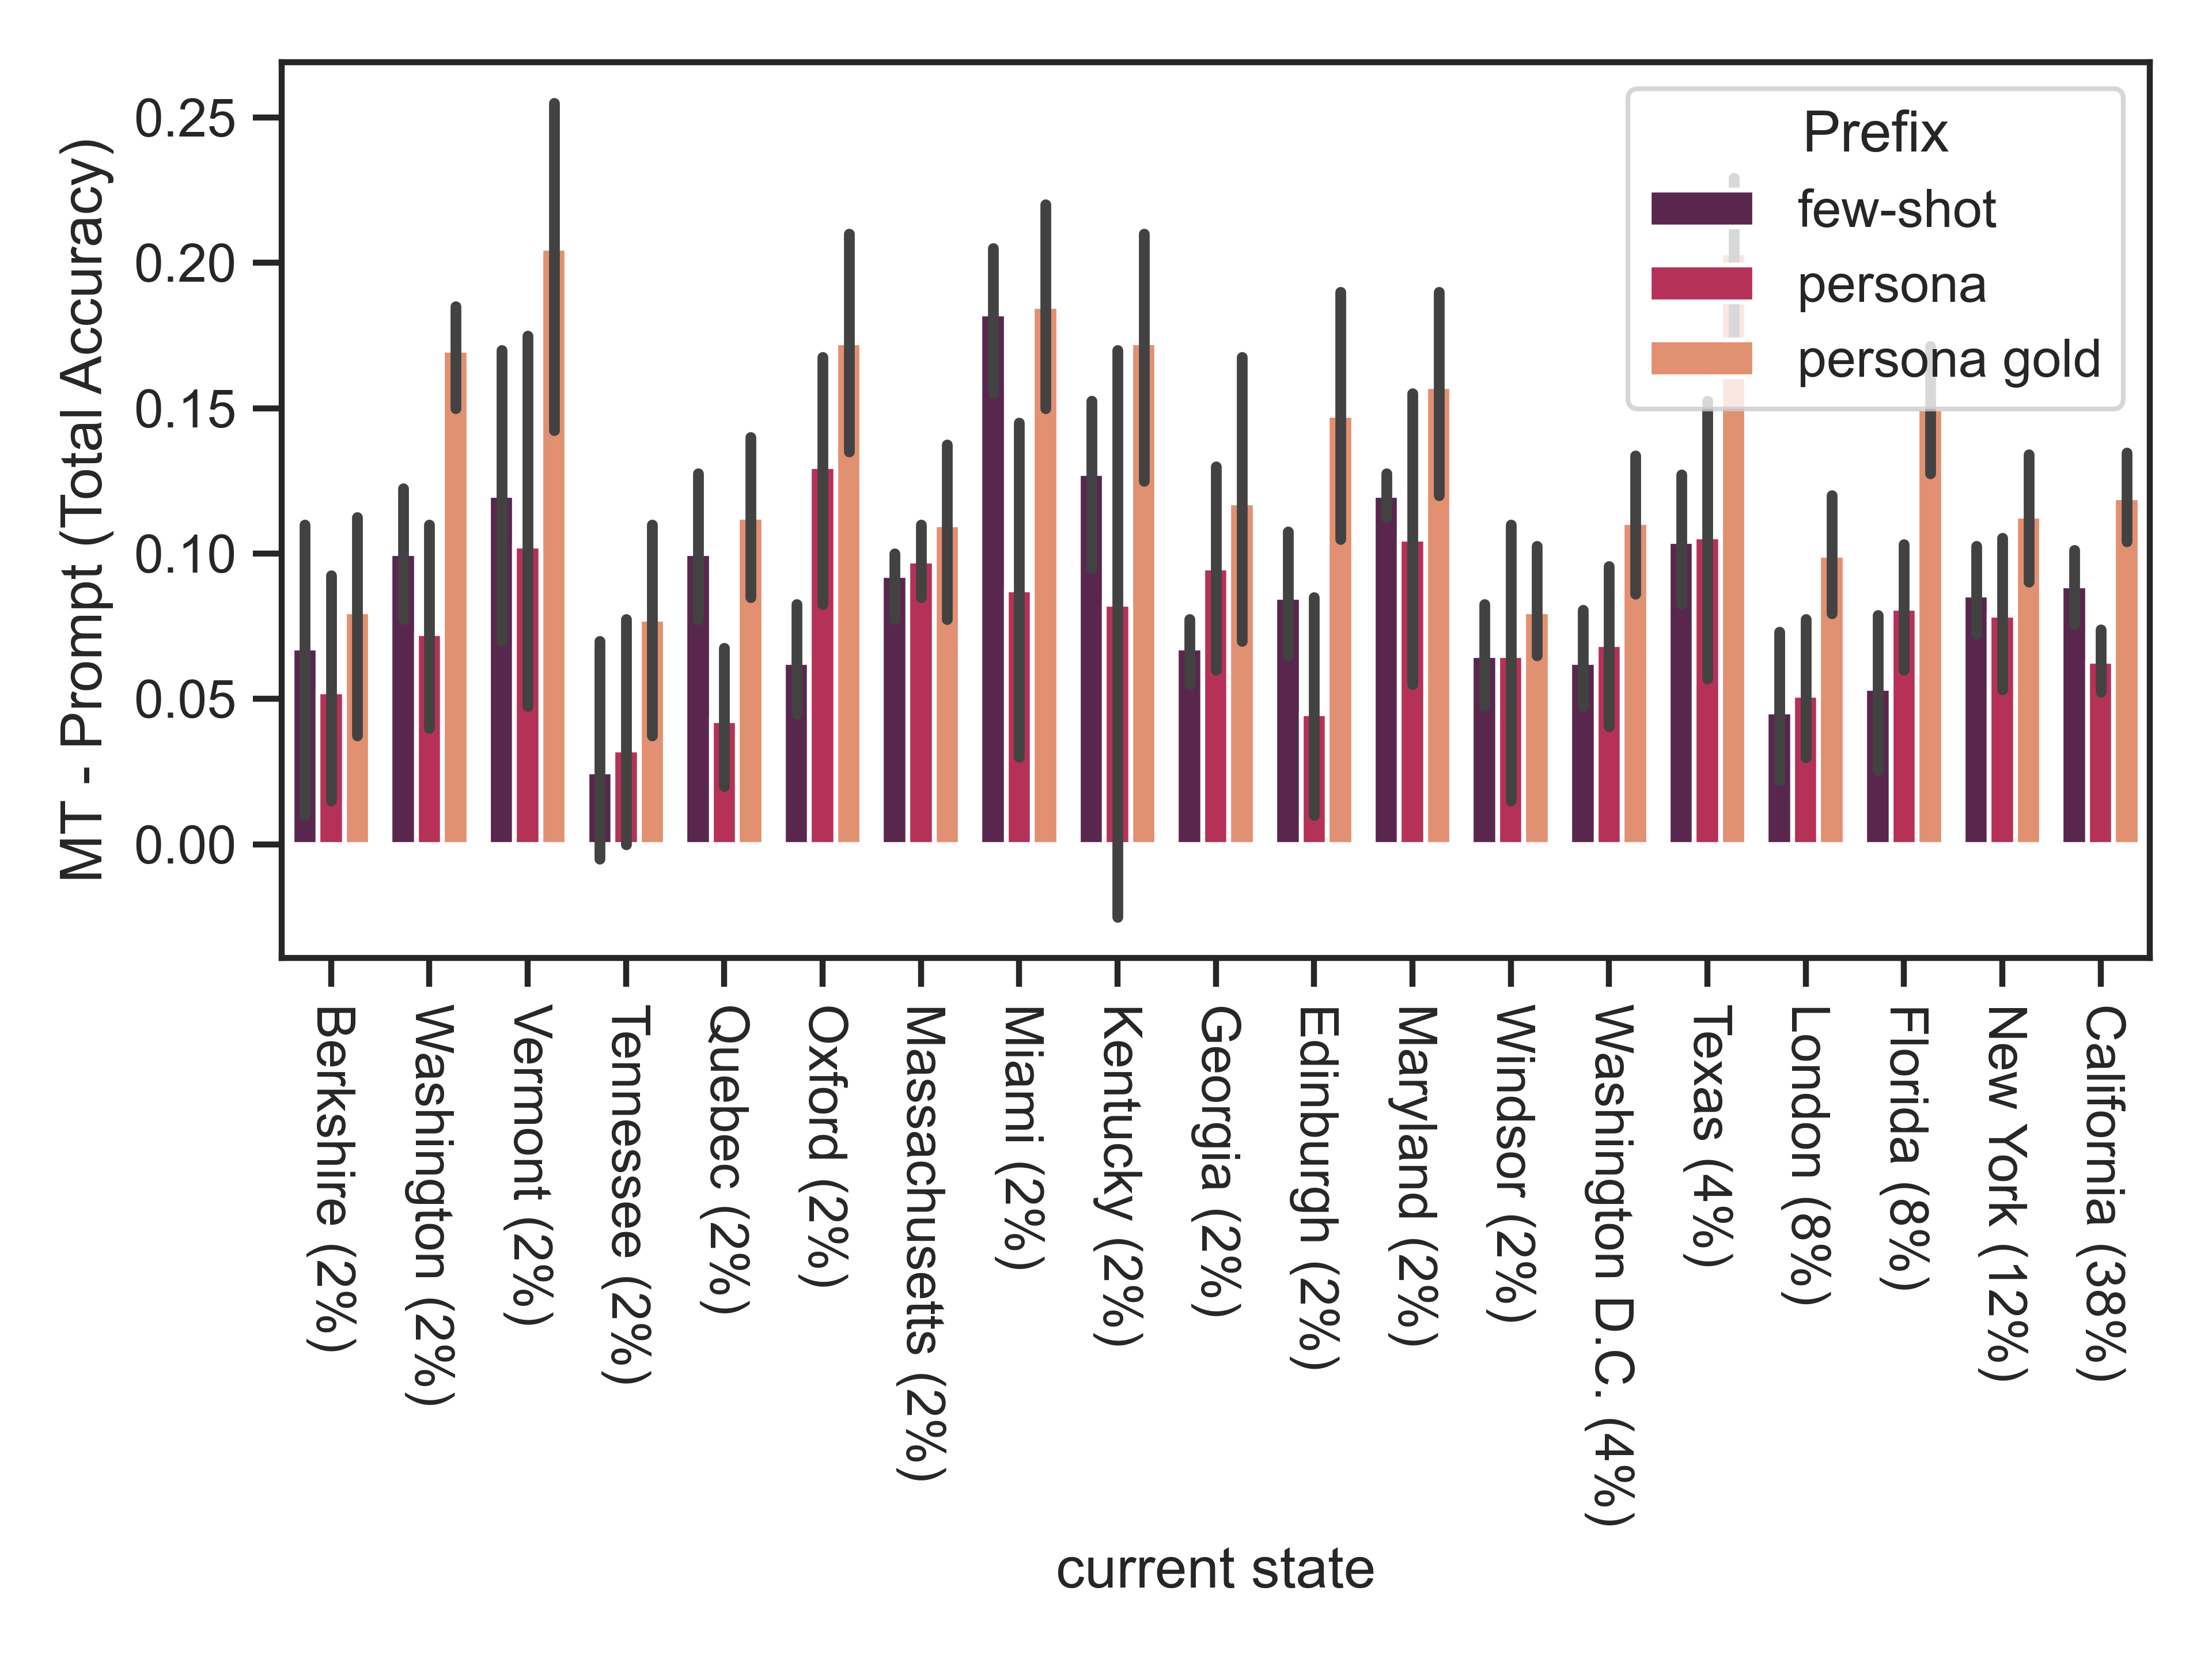 MT - Prompt (Total Accuracy)
0.25
0.20
0.15
0.10
0.05
0.00
Prefix
few-shot
persona
persona gold
Berkshire (2%)
Washington (2%)
Vermont (2%)
Tennessee (2%)
Quebec (2%)
Oxford (2%)
Massachusetts (2%)
Miami (2%)
Kentucky (2%)
Georgia (2%)
Edinburgh (2%)
Maryland (2%)
Windsor (2%)
Washington D.C. (4%)
Texas (4%)
London (8%)
Florida (8%)
New York (12%)
California (38%)
current state